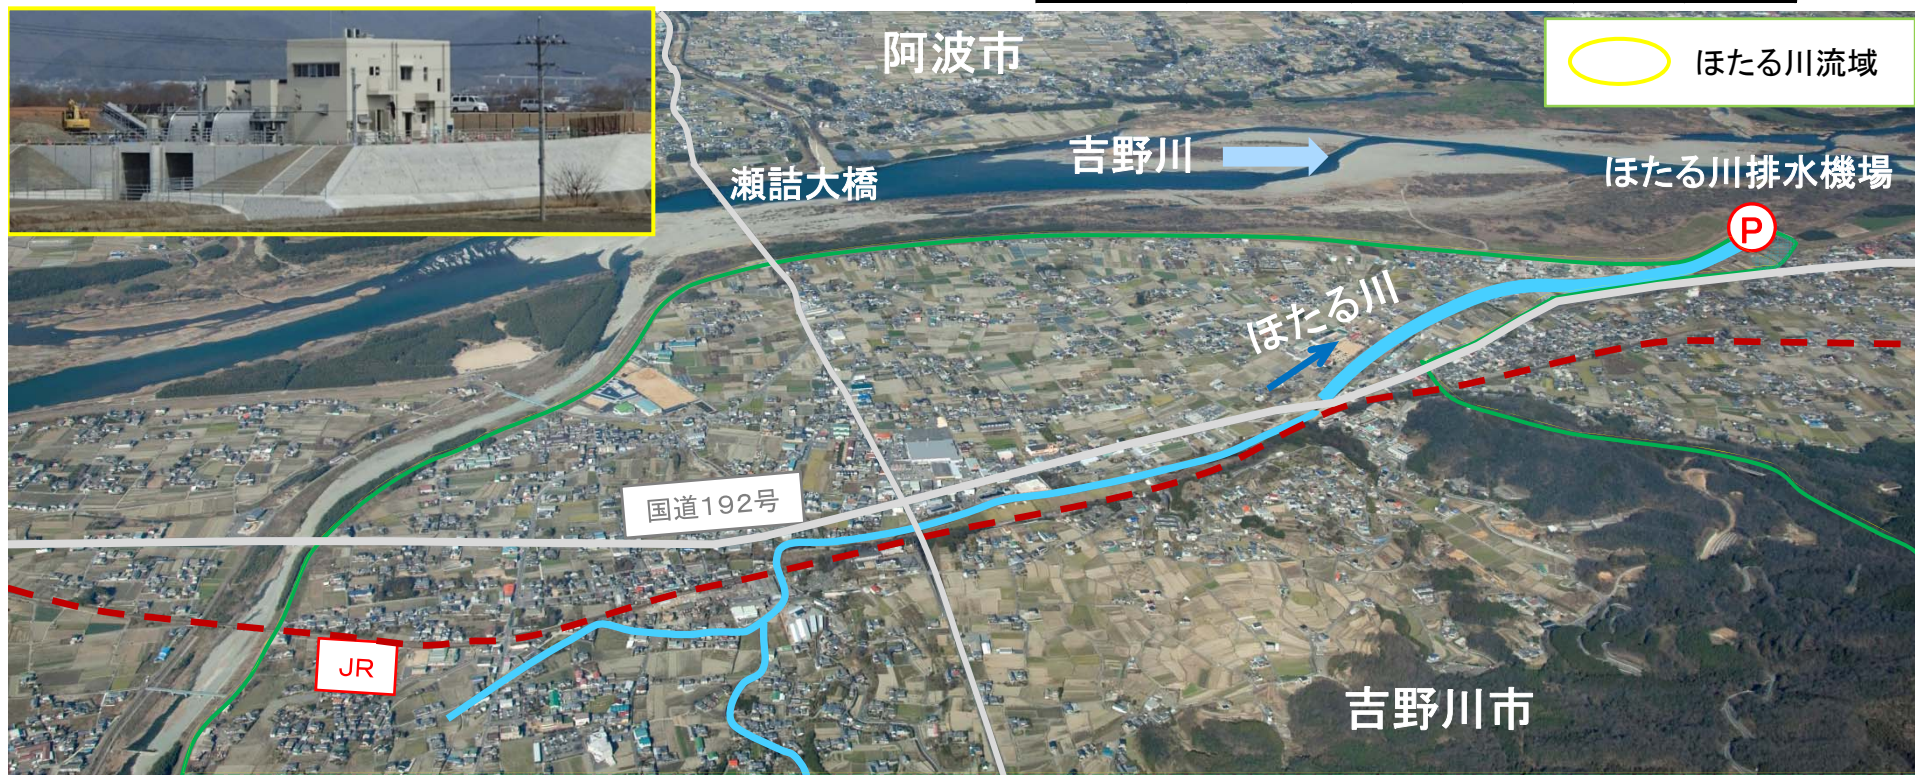 阿波市
ほたる川流域
吉野川
ほたる川排水機場
瀬詰大橋
P
ほたる川
国道192号
JR
吉野川市